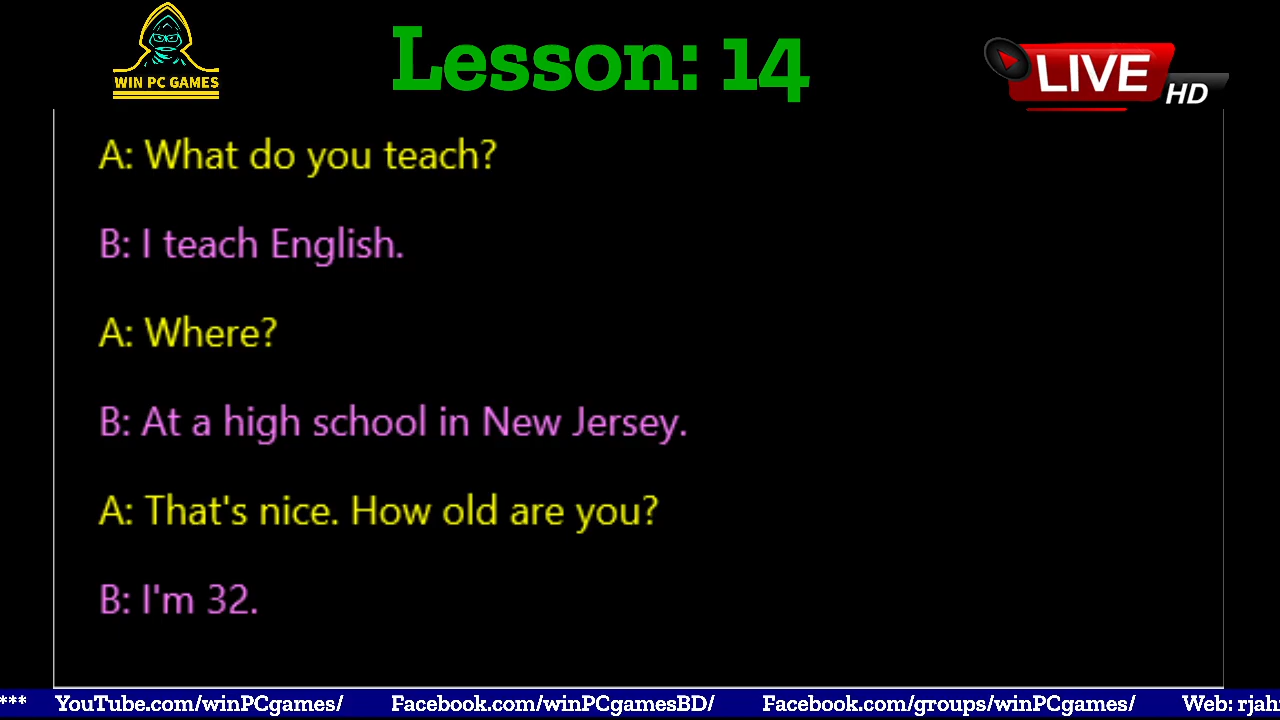 WIN PC GAMES
Lesson: 14
LIVE
HD
A: What do you teach?
B: I teach English.
A: Where?
B: At a high school in New Jersey.
A: That's nice. How old are you?
B: I'm 32.
*** YouTube.com/winPCgames/ Facebook.com/winPCgamesBD/ Facebook.com/groups/winPCgames/ Web: rjah